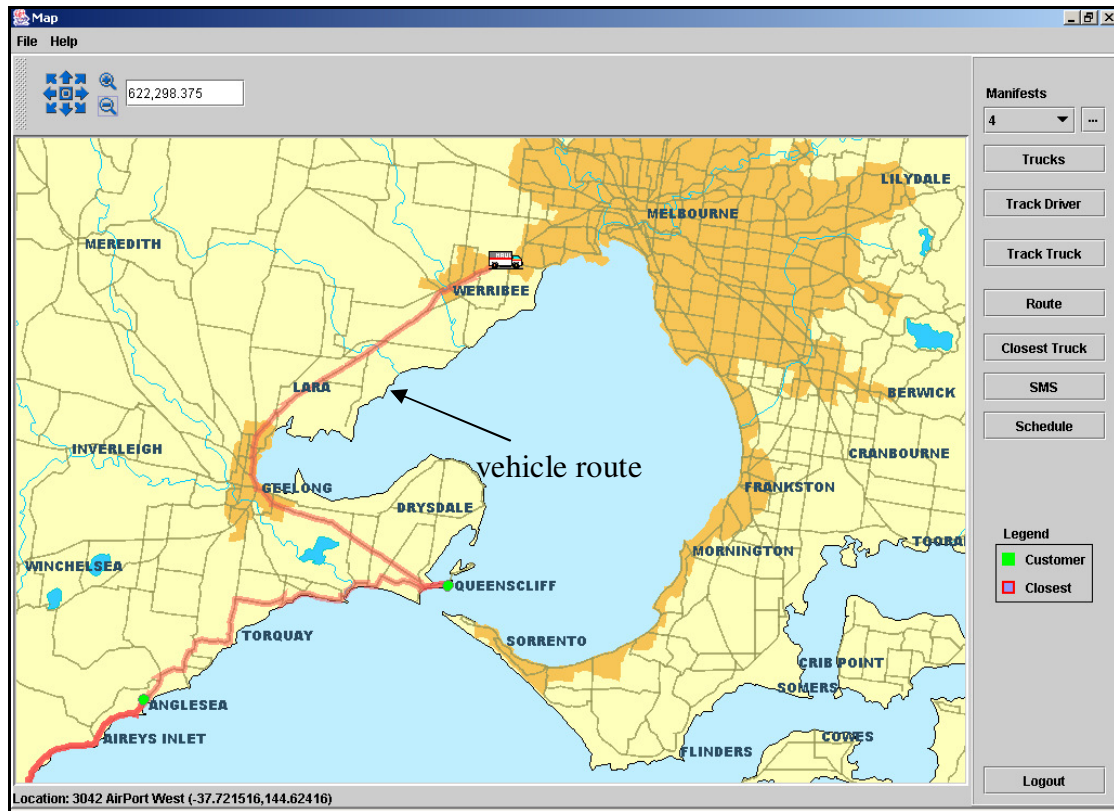 Map
File Help
622,298.375
Manifests
4 ...
Trucks
Track Driver
Track Truck
Route
Closest Truck
SMS
Schedule
Legend
Customer
Closest
Logout
LILYDALE
MELBOURNE
MEREDITH
HAUL
WERRIBEE
LARA
BERWICK
INVERLEIGH
CRANBOURNE
vehicle route
GEELONG
FRANKSTON
DRYSDALE
TOORA
MORNINGTON
WINCHELSEA
QUEENSCLIFF
TORQUAY
SORRENTO
CRIB POINT
SOMERS
ANGLESEA
AIREYS INLET
COWES
FLINDERS
Location: 3042 AirPort West (-37.721516,144.62416)